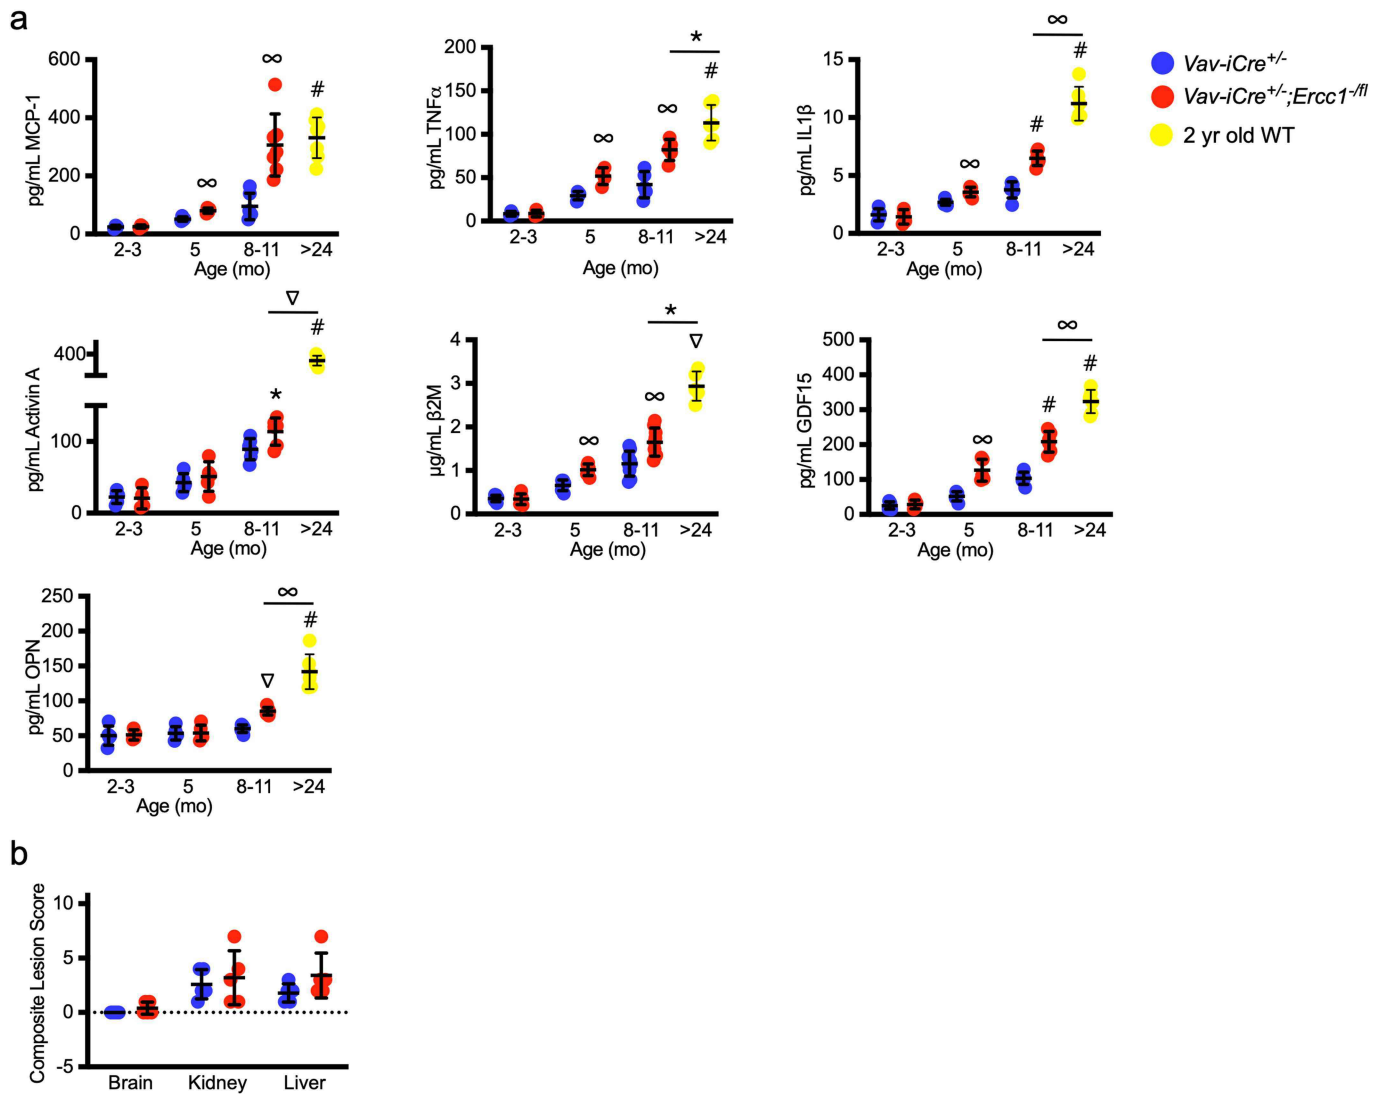 a
600
400
200
0
pg/mL MCP-1
∞
∞
#
2-3 5 8-11 >24
Age (mo)
200
150
100
50
0
pg/mL TNFα
∞
∞
*
#
2-3 5 8-11 >24
Age (mo)
15
10
5
0
pg/mL IL1β
∞
#
∞
#
2-3 5 8-11 >24
Age (mo)
Vav-iCre+/-
Vav-iCre+/-;Ercc1-/fl
2 yr old WT
400
100
0
pg/mL Activin A
*
∇
#
2-3 5 8-11 >24
Age (mo)
4
3
2
1
0
µg/mL β2M
∞
∞
*
∇
2-3 5 8-11 >24
Age (mo)
500
400
300
200
100
0
pg/mL GDF15
∞
#
∞
#
2-3 5 8-11 >24
Age (mo)
250
200
150
100
50
0
pg/mL OPN
∇
∞
#
2-3 5 8-11 >24
Age (mo)
b
10
5
0
-5
Composite Lesion Score
Brain Kidney Liver